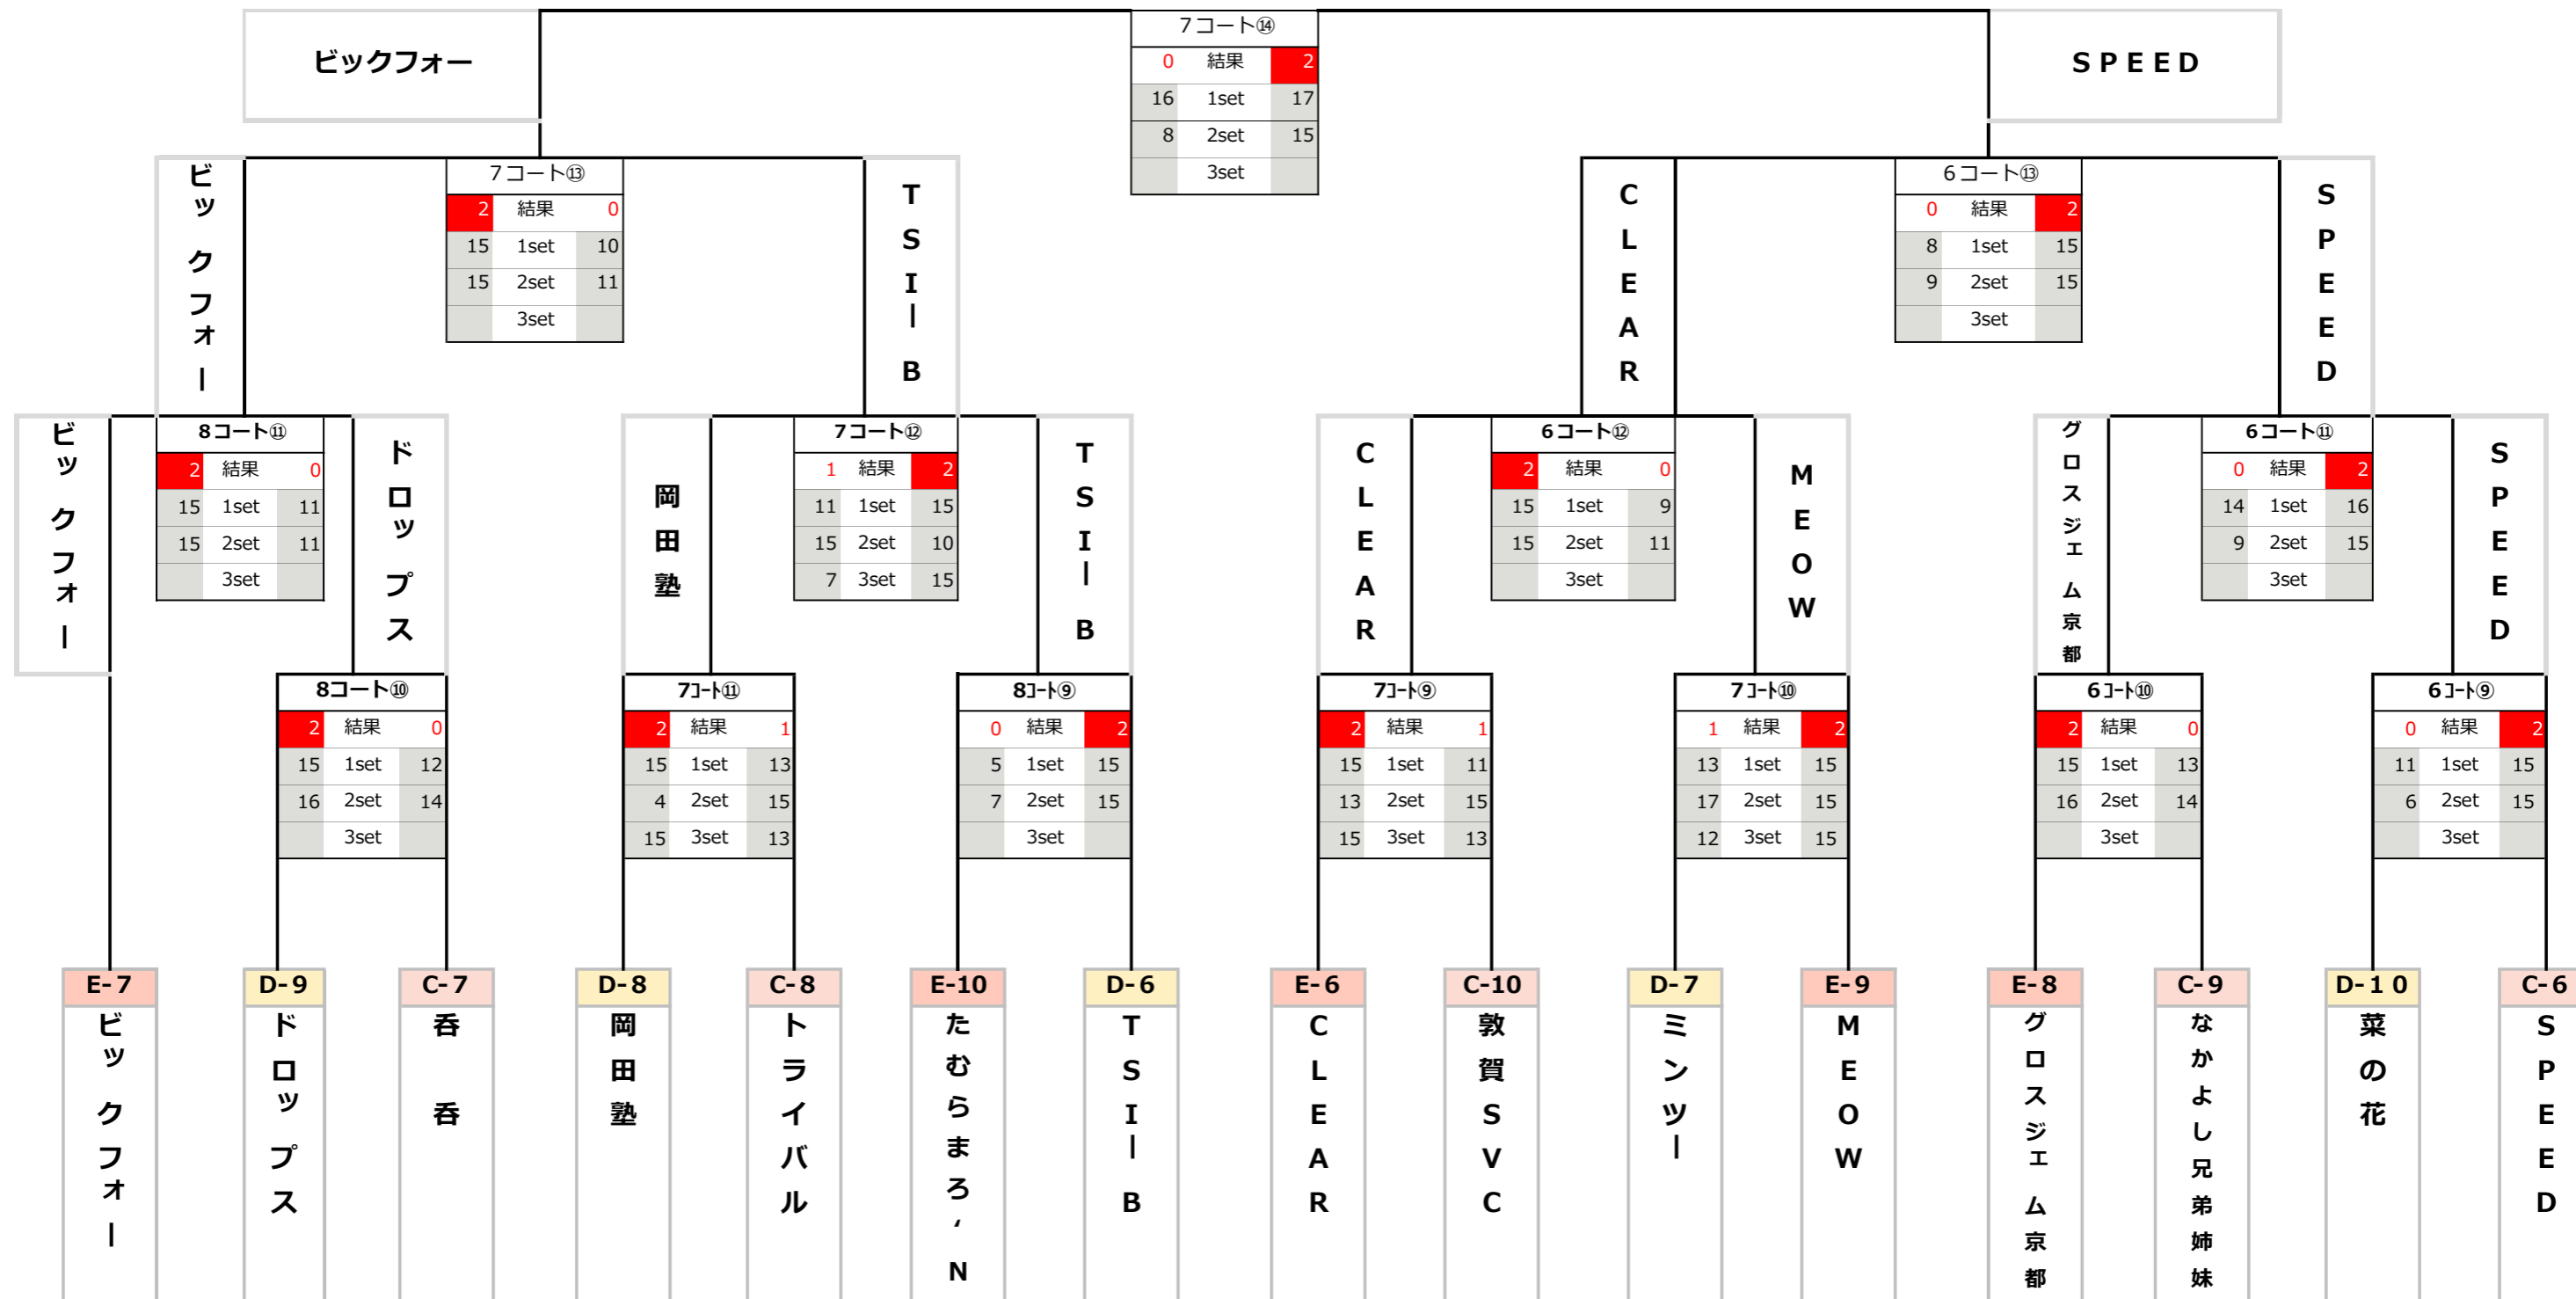 7コート⑭
ビックフォー
0 結果 2
SPEED
16 1set 17
8 2set 15
3set
ビックフォー
7コート⑬
2 結果 0
15 1set 10
15 2set 11
3set
TSIーB
CLEAR
6コート⑬
0 結果 2
8 1set 15
9 2set 15
3set
SPEED
ビックフォー
8コート⑪
2 結果 0
15 1set 11
15 2set 11
3set
ドロップス
岡田塾
7コート⑫
1 結果 2
11 1set 15
15 2set 10
7 3set 15
TSIーB
CLEAR
6コート⑫
2 結果 0
15 1set 9
15 2set 11
3set
MEOW
グロスジェム京都
6コート⑪
0 結果 2
14 1set 16
9 2set 15
3set
SPEED
8コート⑩
2 結果 0
15 1set 12
16 2set 14
3set
7コート⑪
2 結果 1
15 1set 13
4 2set 15
15 3set 13
8コート⑨
0 結果 2
5 1set 15
7 2set 15
3set
7コート⑨
2 結果 1
15 1set 11
13 2set 15
15 3set 13
7コート⑩
1 結果 2
13 1set 15
17 2set 15
12 3set 15
6コート⑩
2 結果 0
15 1set 13
16 2set 14
3set
6コート⑨
0 結果 2
11 1set 15
6 2set 15
3set
E-7
ビックフォー
D-9
ドロップス
C-7
呑呑
D-8
岡田塾
C-8
トライバル
E-10
たむらまろ'N
D-6
TSIーB
E-6
CLEAR
C-10
敦賀SVC
D-7
ミンツー
E-9
MEOW
E-8
グロスジェム京都
C-9
なかよし兄弟姉妹
D-10
菜の花
C-6
SPEED